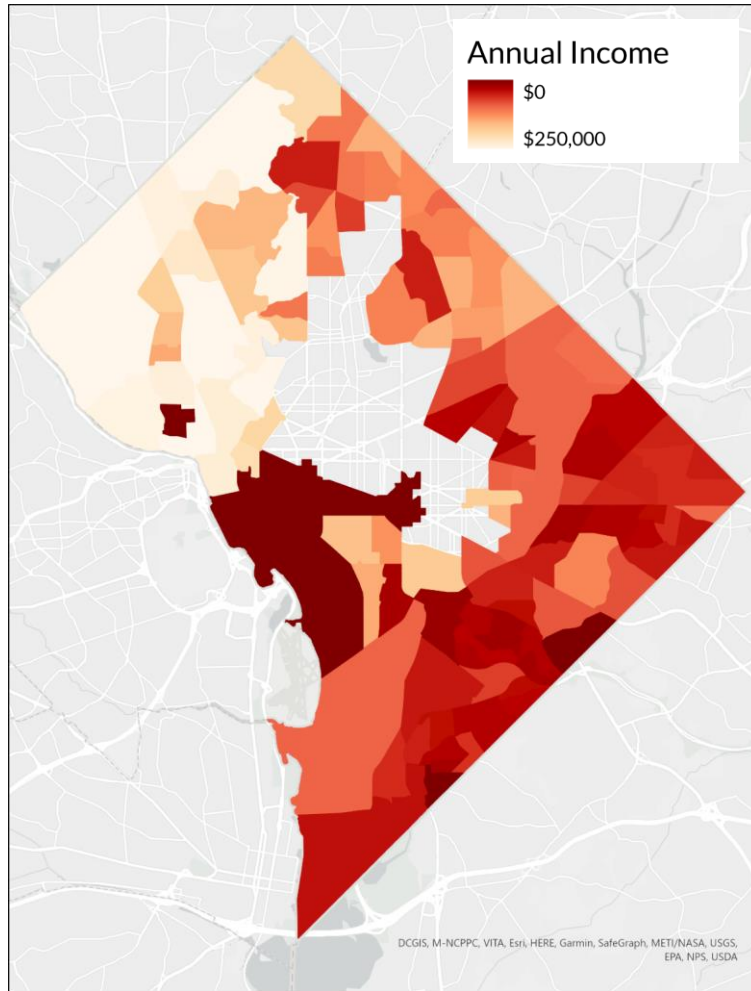 Annual Income
$0
$250,000
DCGIS, M-NCPPC, VITA, Esri, HERE, Garmin, SafeGraph, METI/NASA, USGS,
EPA, NPS, USDA